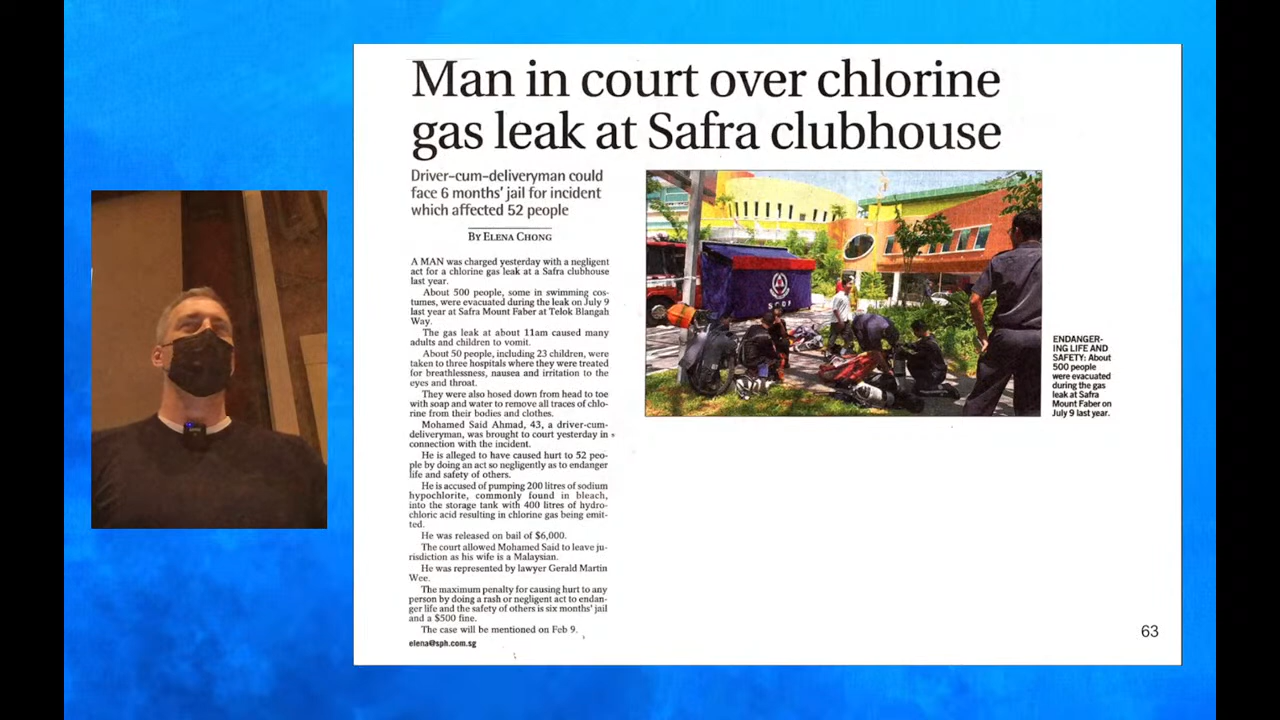 Man in court over chlorine
gas leak at Safra clubhouse
Driver-cum-deliveryman could
face 6 months' jail for incident
which affected 52 people
BY ELENA CHONG
A MAN was charged yesterday with a negligent
act for a chlorine gas leak at a Safra clubhouse
last year.
About 500 people, some in swimming cos-
tumes, were evacuated during the leak on July 9
last year at Safra Mount Faber at Telok Blangah
Way.
The gas leak at about 11am caused many
adults and children to vomit.
About 50 people, including 23 children, were
taken to three hospitals where they were treated
for breathlessness, nausea and irritation to the
eyes and throat.
They were also hosed down from head to toe
with soap and water to remove all traces of chlo-
rine from their bodies and clothes.
Mohamed Said Ahmad, 43, a driver-cum-
deliveryman, was brought to court yesterday in
connection with the incident.
He is alleged to have caused hurt to 52 peo-
ple by doing an act so negligently as to endanger
life and safety of others.
He is accused of pumping 200 litres of sodium
hypochlorite, commonly found in bleach,
into the storage tank with 400 litres of hydro-
chloric acid resulting in chlorine gas being emit-
ted.
He was released on bail of $6,000.
The court allowed Mohamed Said to leave ju-
risdiction as his wife is a Malaysian.
He was represented by lawyer Gerald Martin
Wee.
The maximum penalty for causing hurt to any
person by doing a rash or negligent act to endan-
ger life and the safety of others is six months' jail
and a $500 fine.
The case will be mentioned on Feb 9.
elena@sph.com.sg
SCDF
ENDANGER-
ING LIFE AND
SAFETY: About
500 people
were evacuated
during the gas
leak at Safra
Mount Faber on
July 9 last year.
63